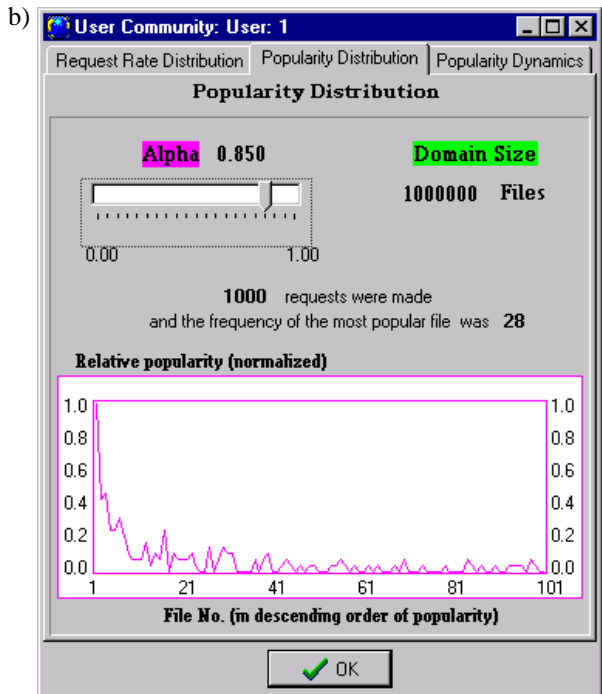 b)
User Community: User: 1
Request Rate Distribution Popularity Distribution Popularity Dynamics
Popularity Distribution
Alpha 0.850 Domain Size
1000000 Files
0.00 1.00
1000 requests were made
and the frequency of the most popular file was 28
Relative popularity (normalized)
1.0 1.0
0.8 0.8
0.6 0.6
0.4 0.4
0.2 0.2
0.0 0.0
1 21 41 61 81 101
File No. (in descending order of popularity)
OK